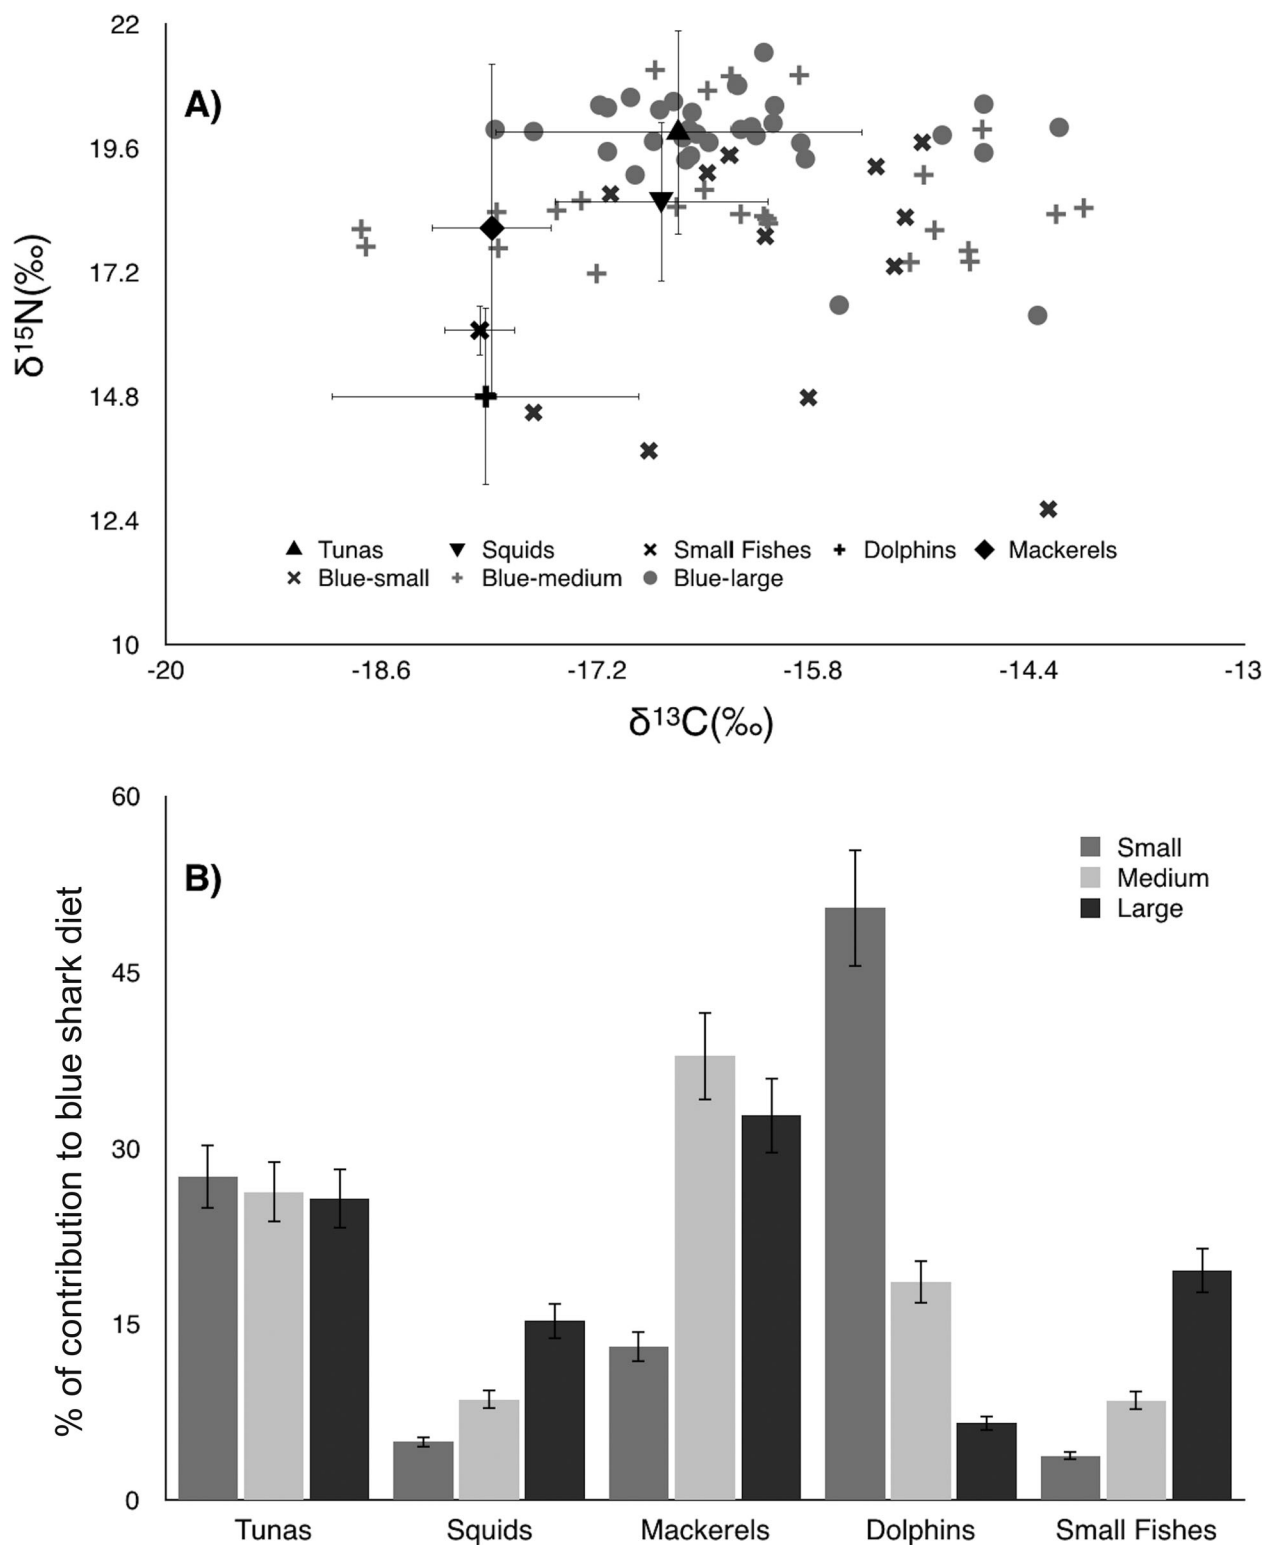 22
A)
19.6
17.2
14.8
12.4
10
δ¹⁵N(‰)
Tunas Squids Small Fishes Dolphins Mackerels
Blue-small Blue-medium Blue-large
-20 -18.6 -17.2 -15.8 -14.4 -13
δ¹³C(‰)
60
B)
45
30
15
0
% of contribution to blue shark diet
Small
Medium
Large
Tunas Squids Mackerels Dolphins Small Fishes